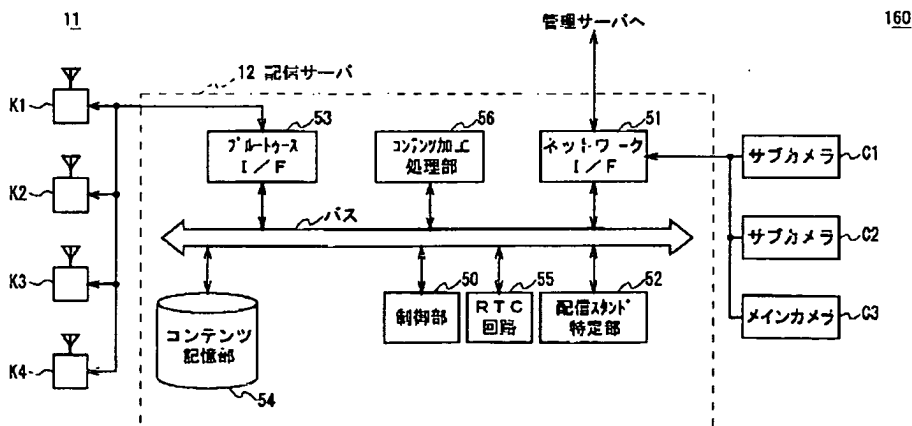 11
管理サーバへ
160
12 配信サーバ
K1
53
ブルートゥース
I/F
56
コンテンツ加工
処理部
51
ネットワーク
I/F
サブカメラ
C1
K2
バス
サブカメラ
C2
K3
50
制御部
55
RTC
回路
52
配信スタンド
特定部
メインカメラ
C3
コンテンツ
記憶部
K4
54